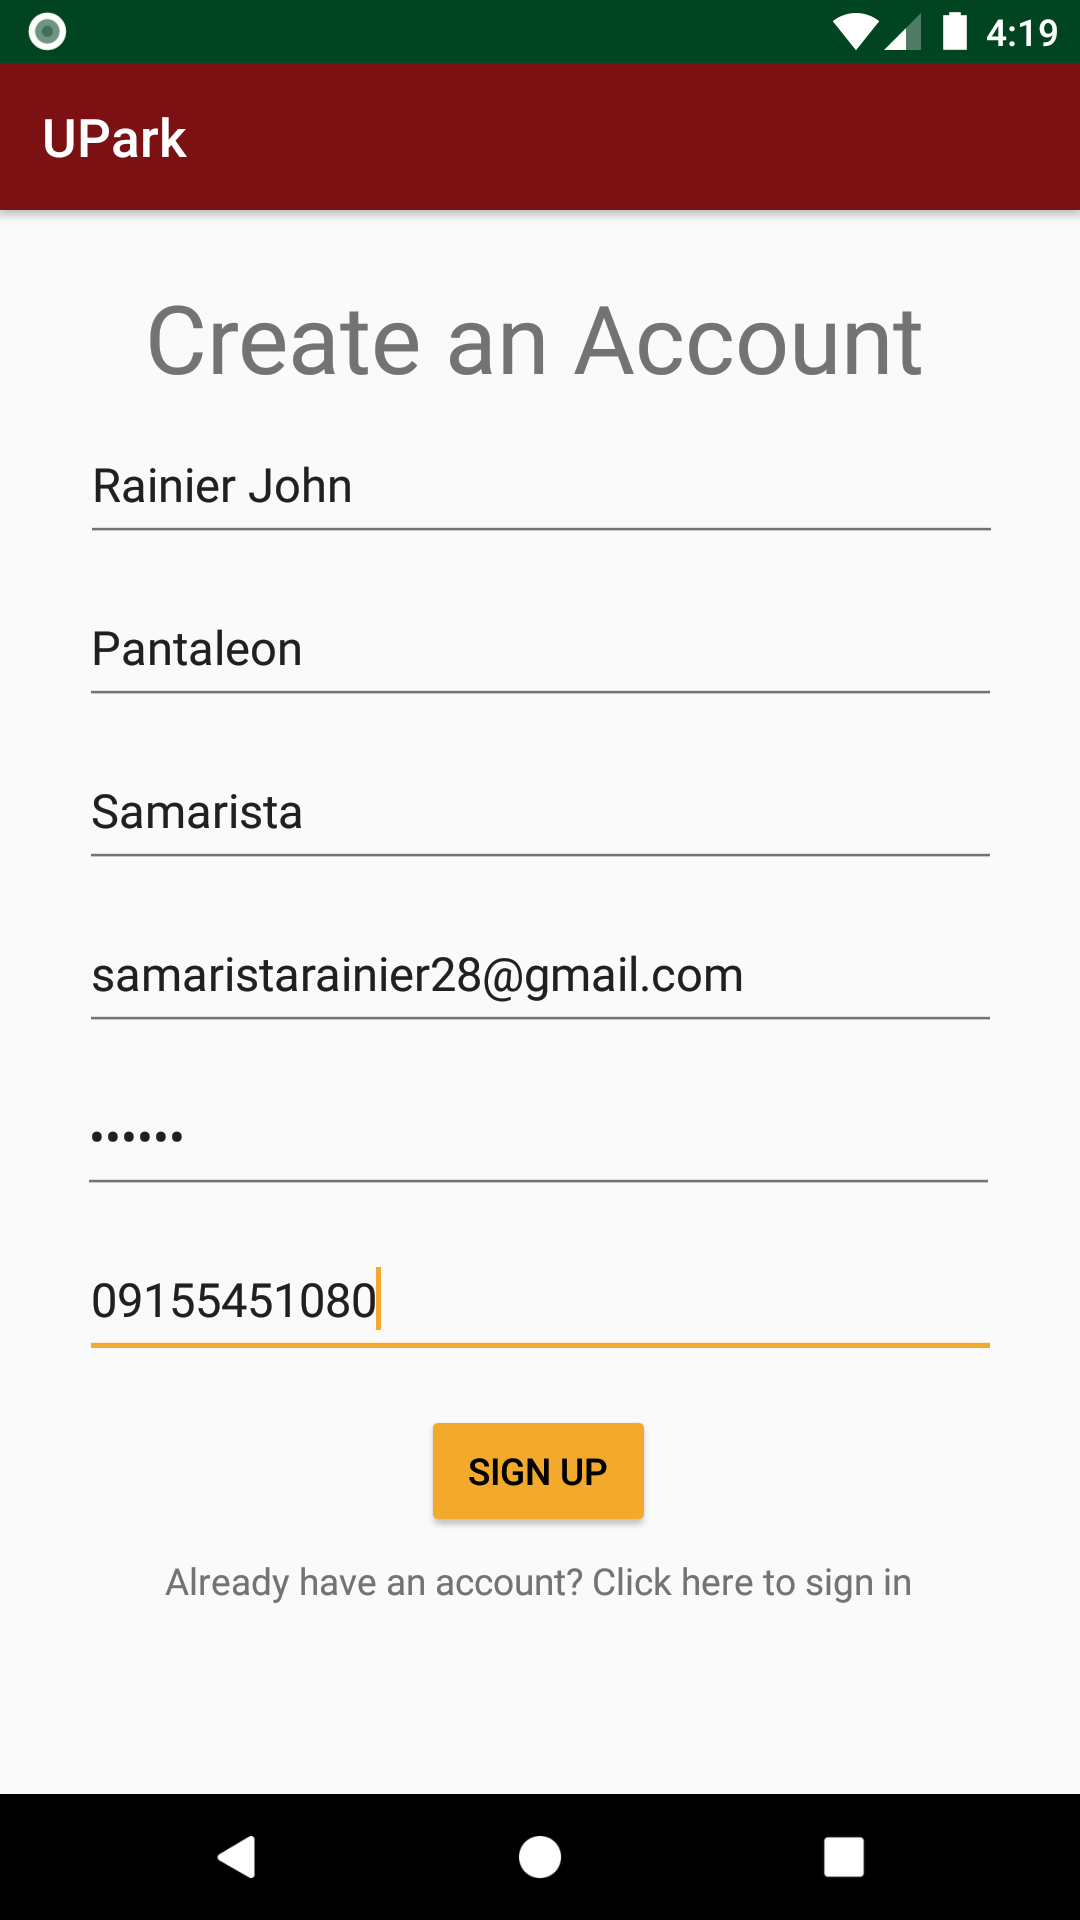 4:19
UPark
Create an Account
Rainier John
Pantaleon
Samarista
samaristarainier28@gmail.com
••••••
09155451080
SIGN UP
Already have an account? Click here to sign in